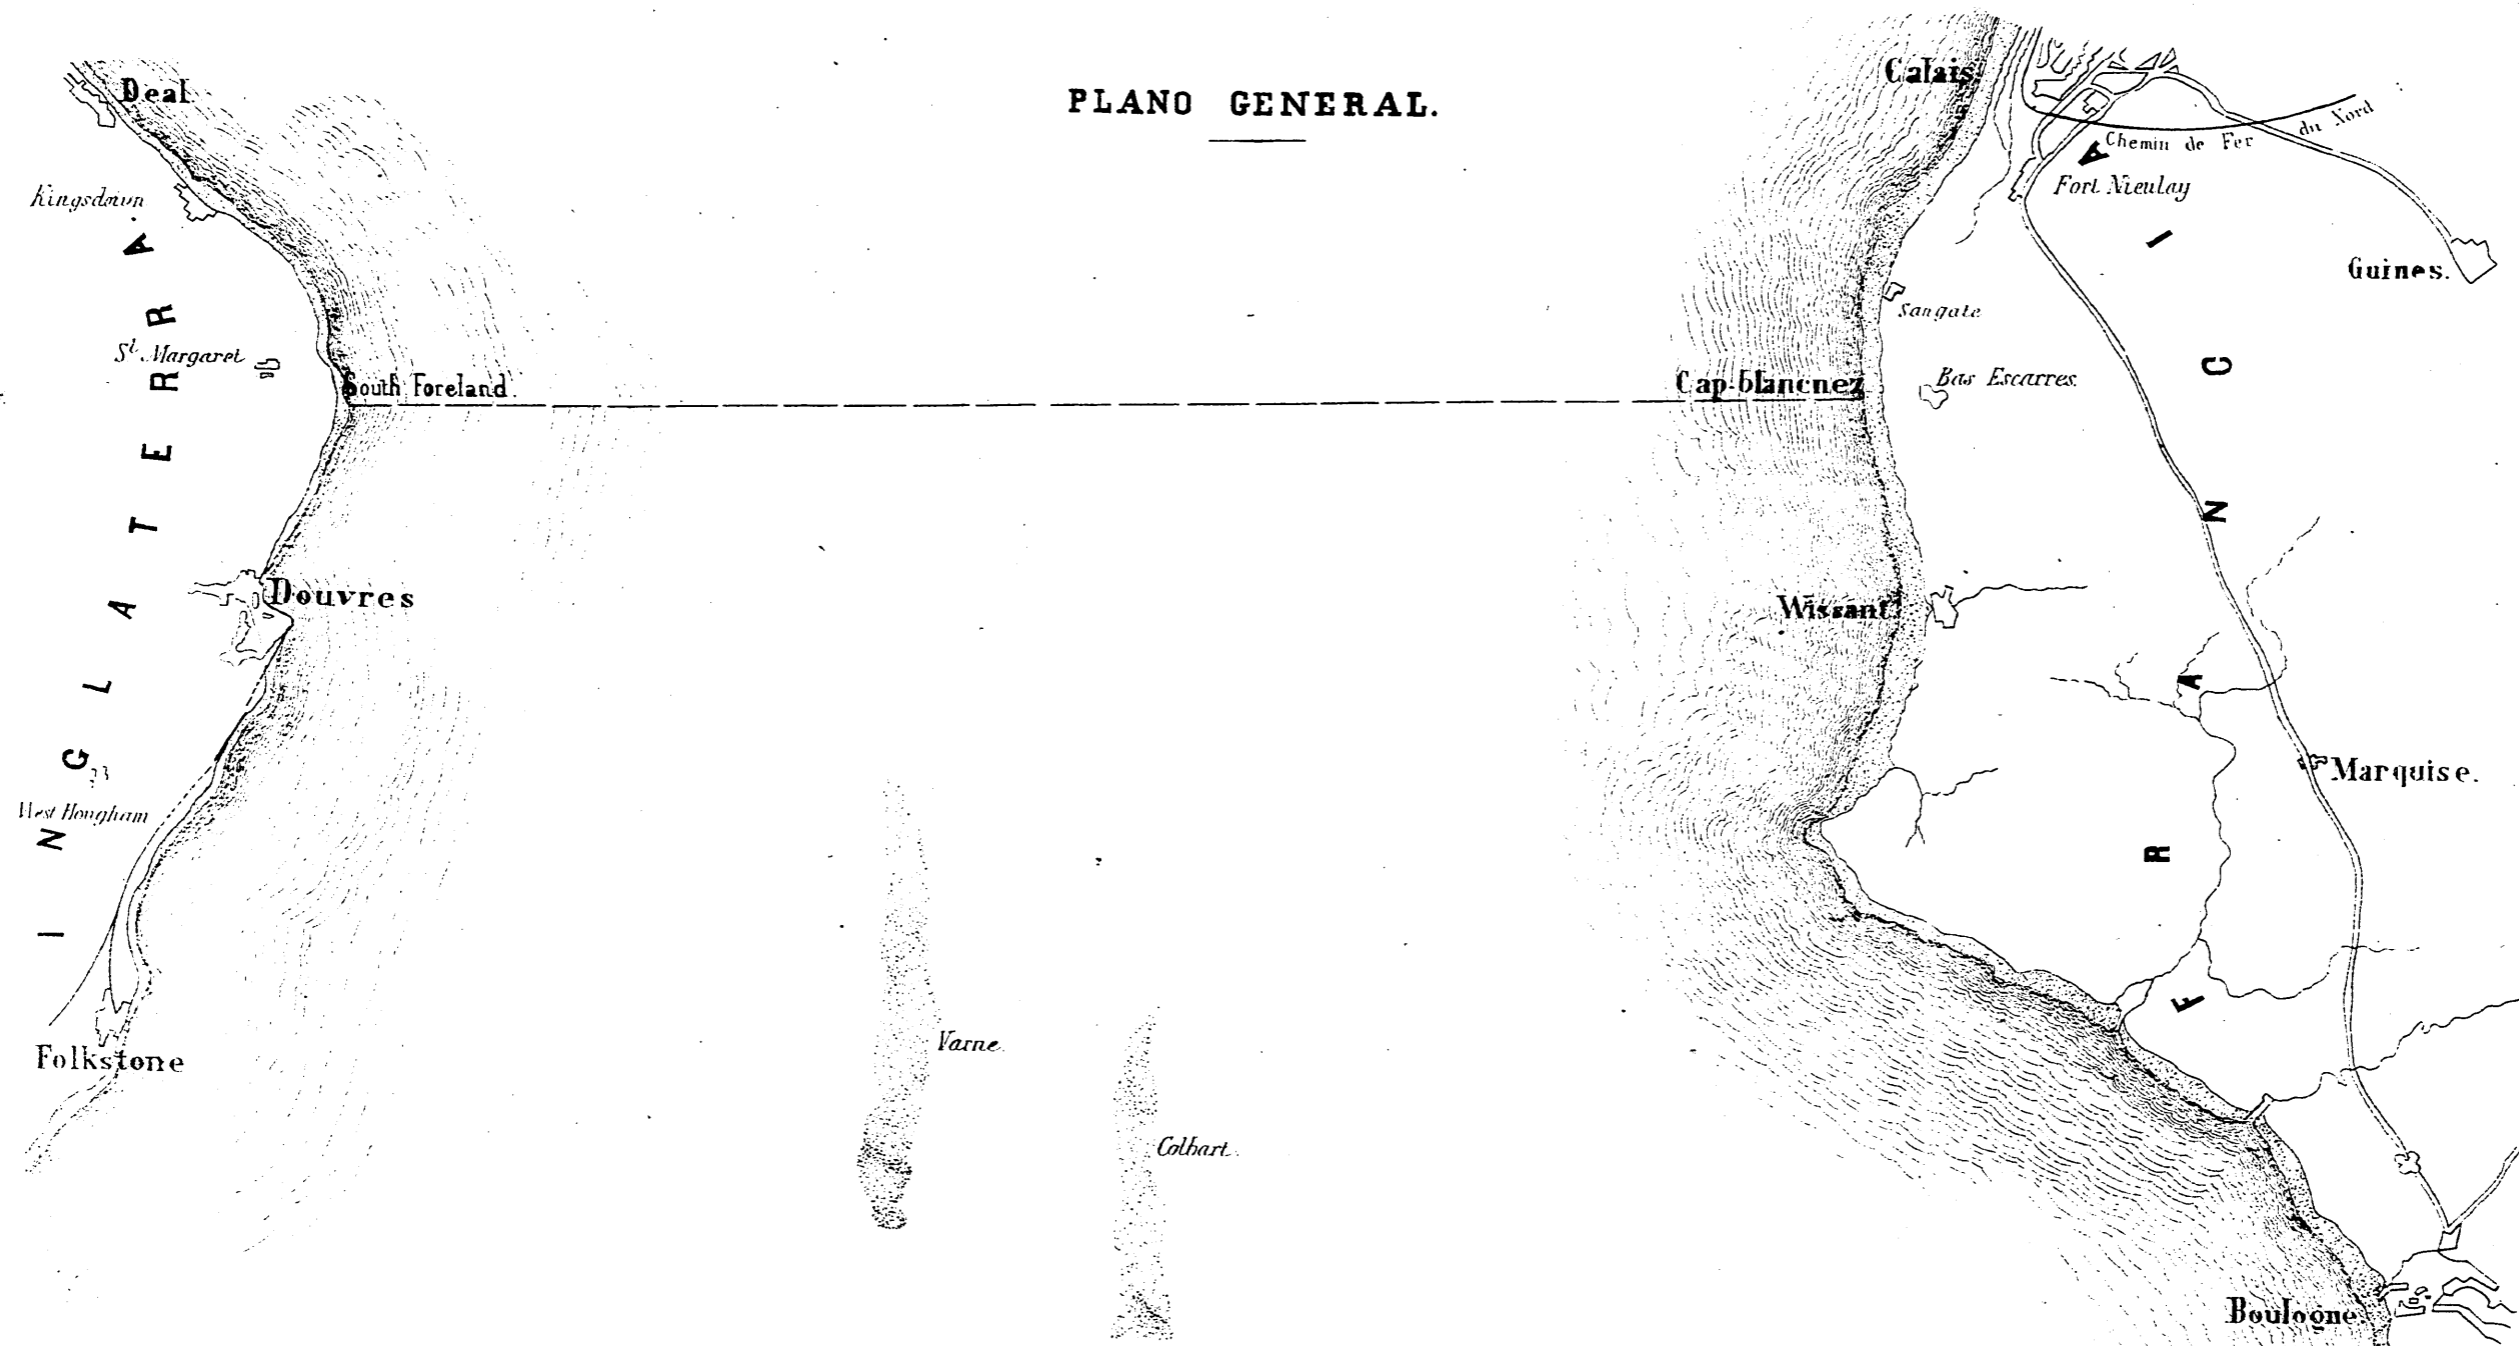 PLANO GENERAL.
Deal
Kingsdown
St. Margaret
South Foreland.
Douvres
West Hougham
Folkstone
INGLATERRA
Varne.
Colbart.
Calais.
Chemin de Fer du Nord
Fort Nieulay
Guines.
Sangate
Cap-blancnez
Bas Escarres.
Wissant
Marquise.
Boulogne.
FRANCIA